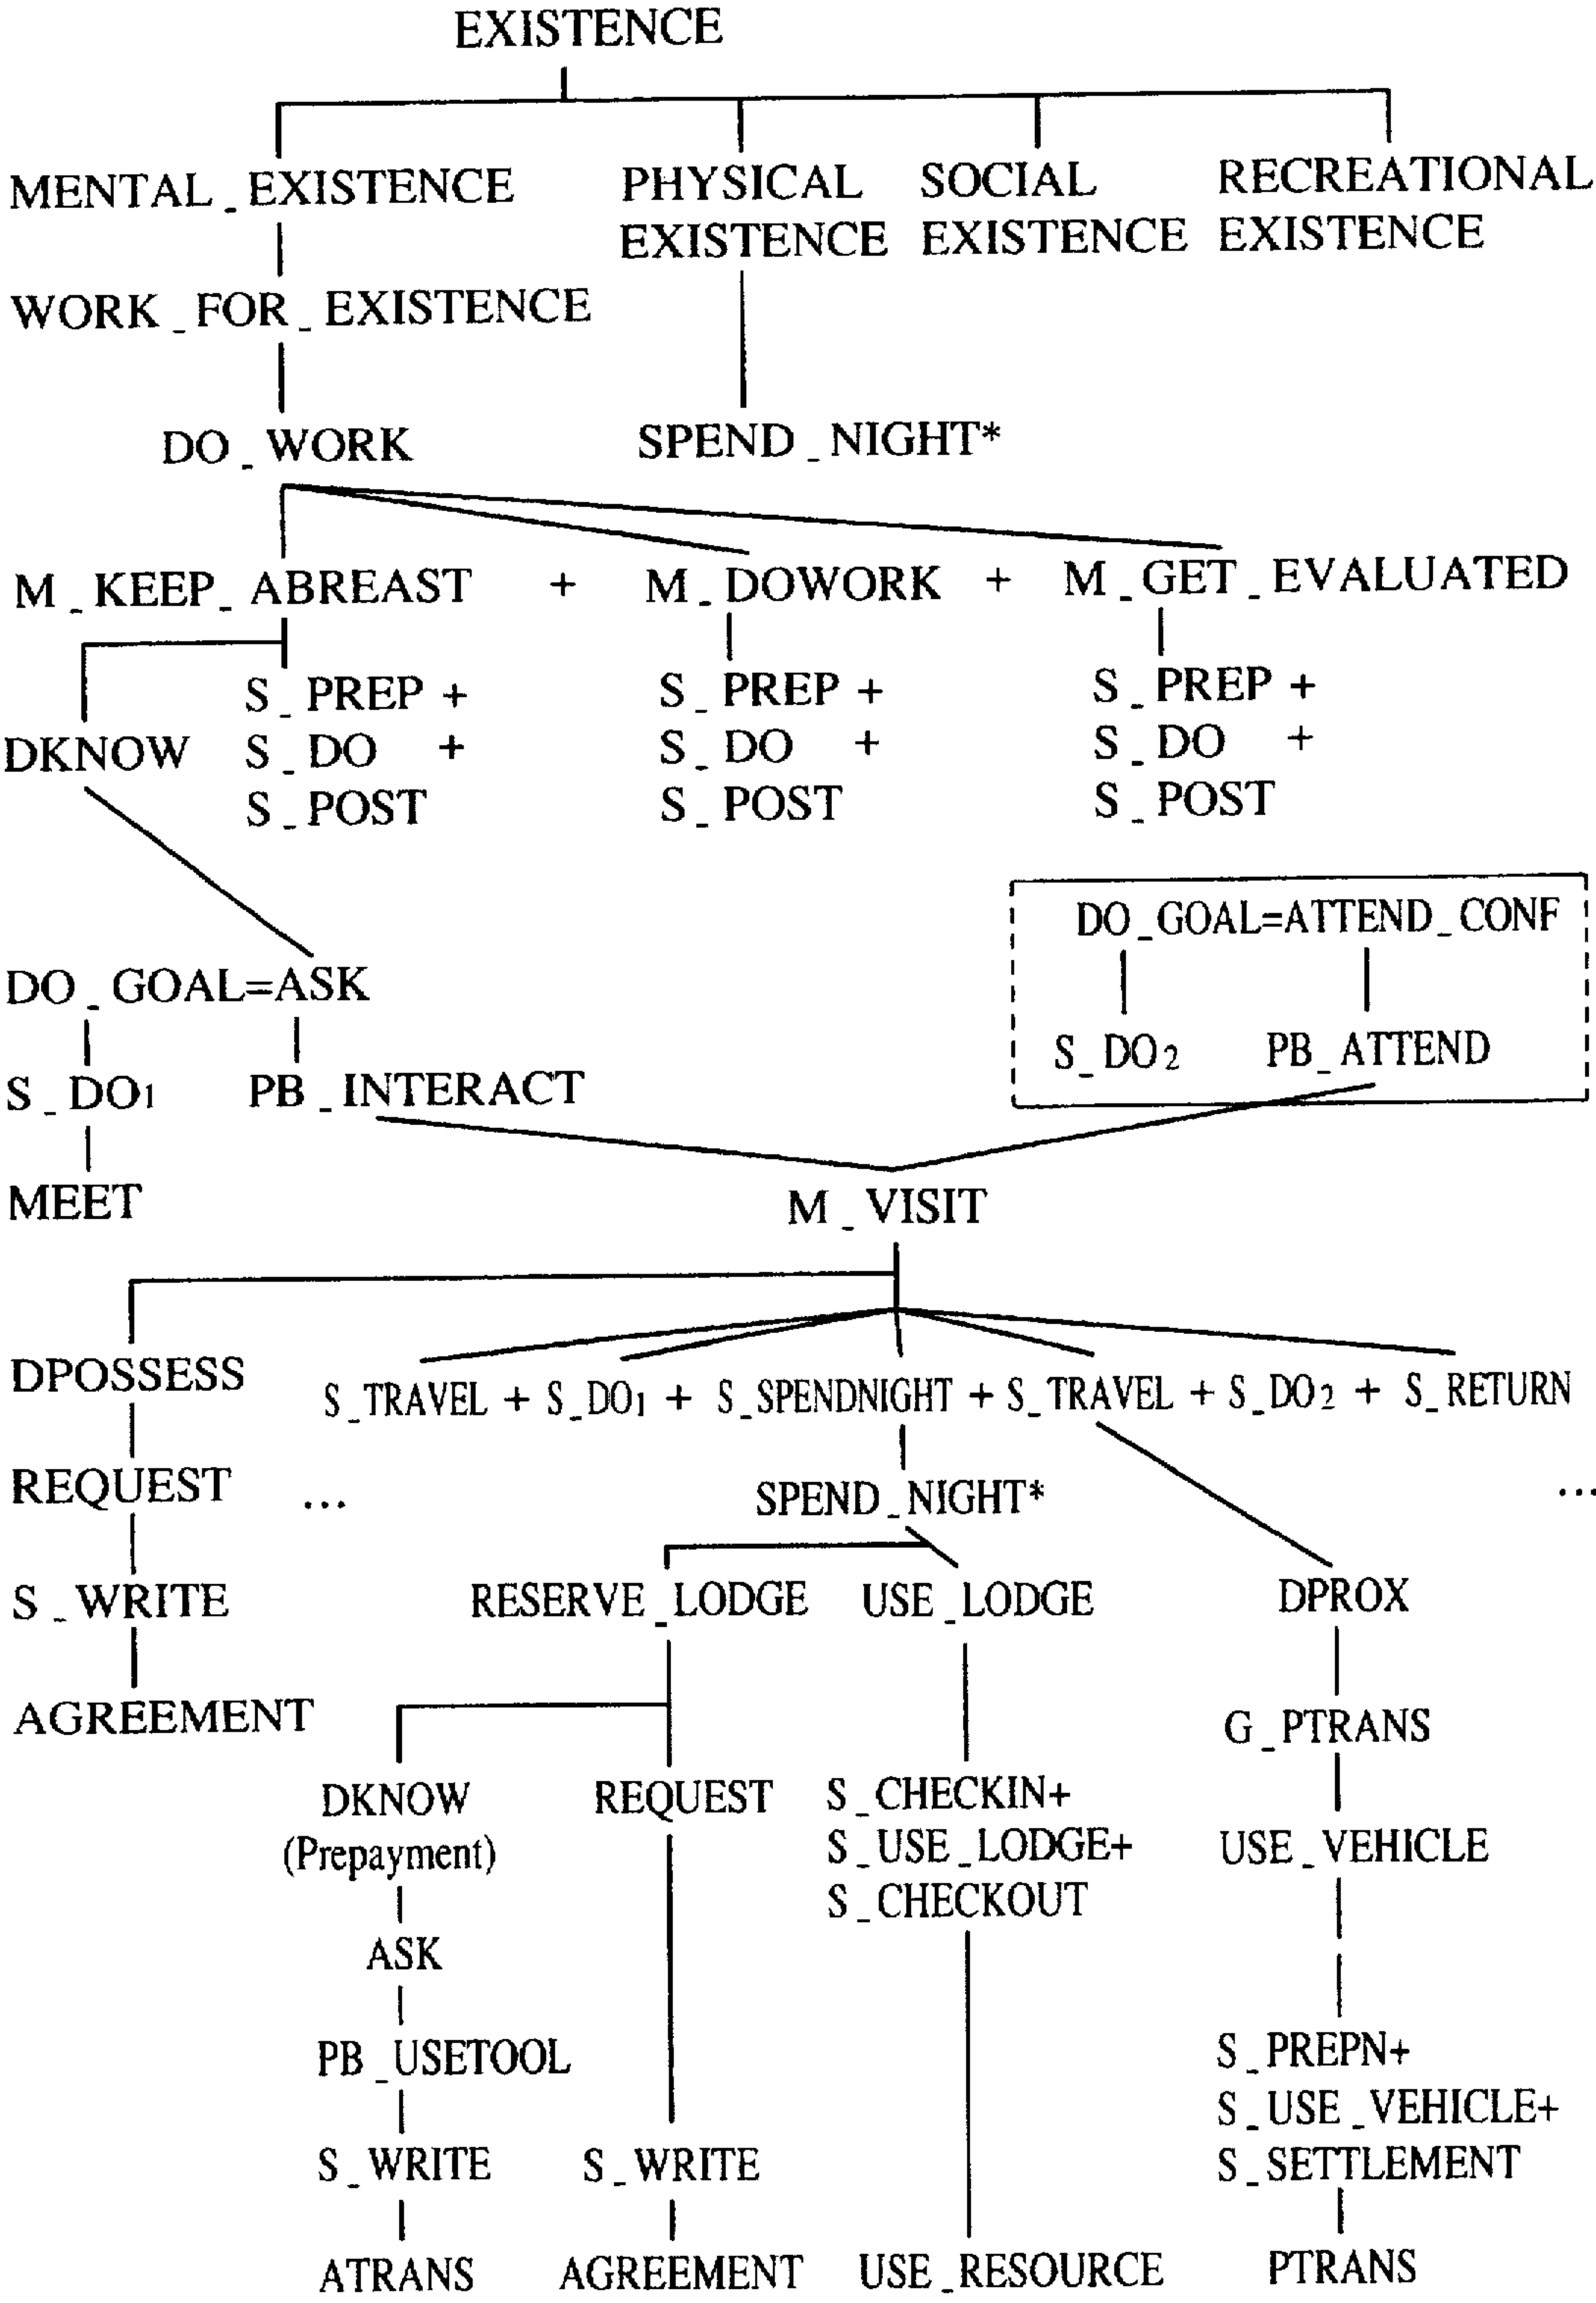 EXISTENCE
MENTAL_EXISTENCE PHYSICAL EXISTENCE SOCIAL EXISTENCE RECREATIONAL EXISTENCE
WORK_FOR_EXISTENCE
DO_WORK SPEND_NIGHT*
M_KEEP_ABREAST + M_DOWORK + M_GET_EVALUATED
S_PREP + S_PREP + S_PREP +
DKNOW S_DO + S_DO + S_DO +
S_POST S_POST S_POST
DO_GOAL=ATTEND_CONF
DO_GOAL=ASK
S_DO2 PB_ATTEND
S_DO1 PB_INTERACT
MEET M_VISIT
DPOSSESS
S_TRAVEL + S_DO1 + S_SPENDNIGHT + S_TRAVEL + S_DO2 + S_RETURN
REQUEST ... SPEND_NIGHT* ...
S_WRITE RESERVE_LODGE USE_LODGE DPROX
AGREEMENT G_PTRANS
DKNOW REQUEST S_CHECKIN+
(Prepayment) S_USE_LODGE+ USE_VEHICLE
S_CHECKOUT
ASK
PB_USETOOL S_PREPN+
S_USE_VEHICLE+
S_WRITE S_WRITE S_SETTLEMENT
ATRANS AGREEMENT USE_RESOURCE PTRANS